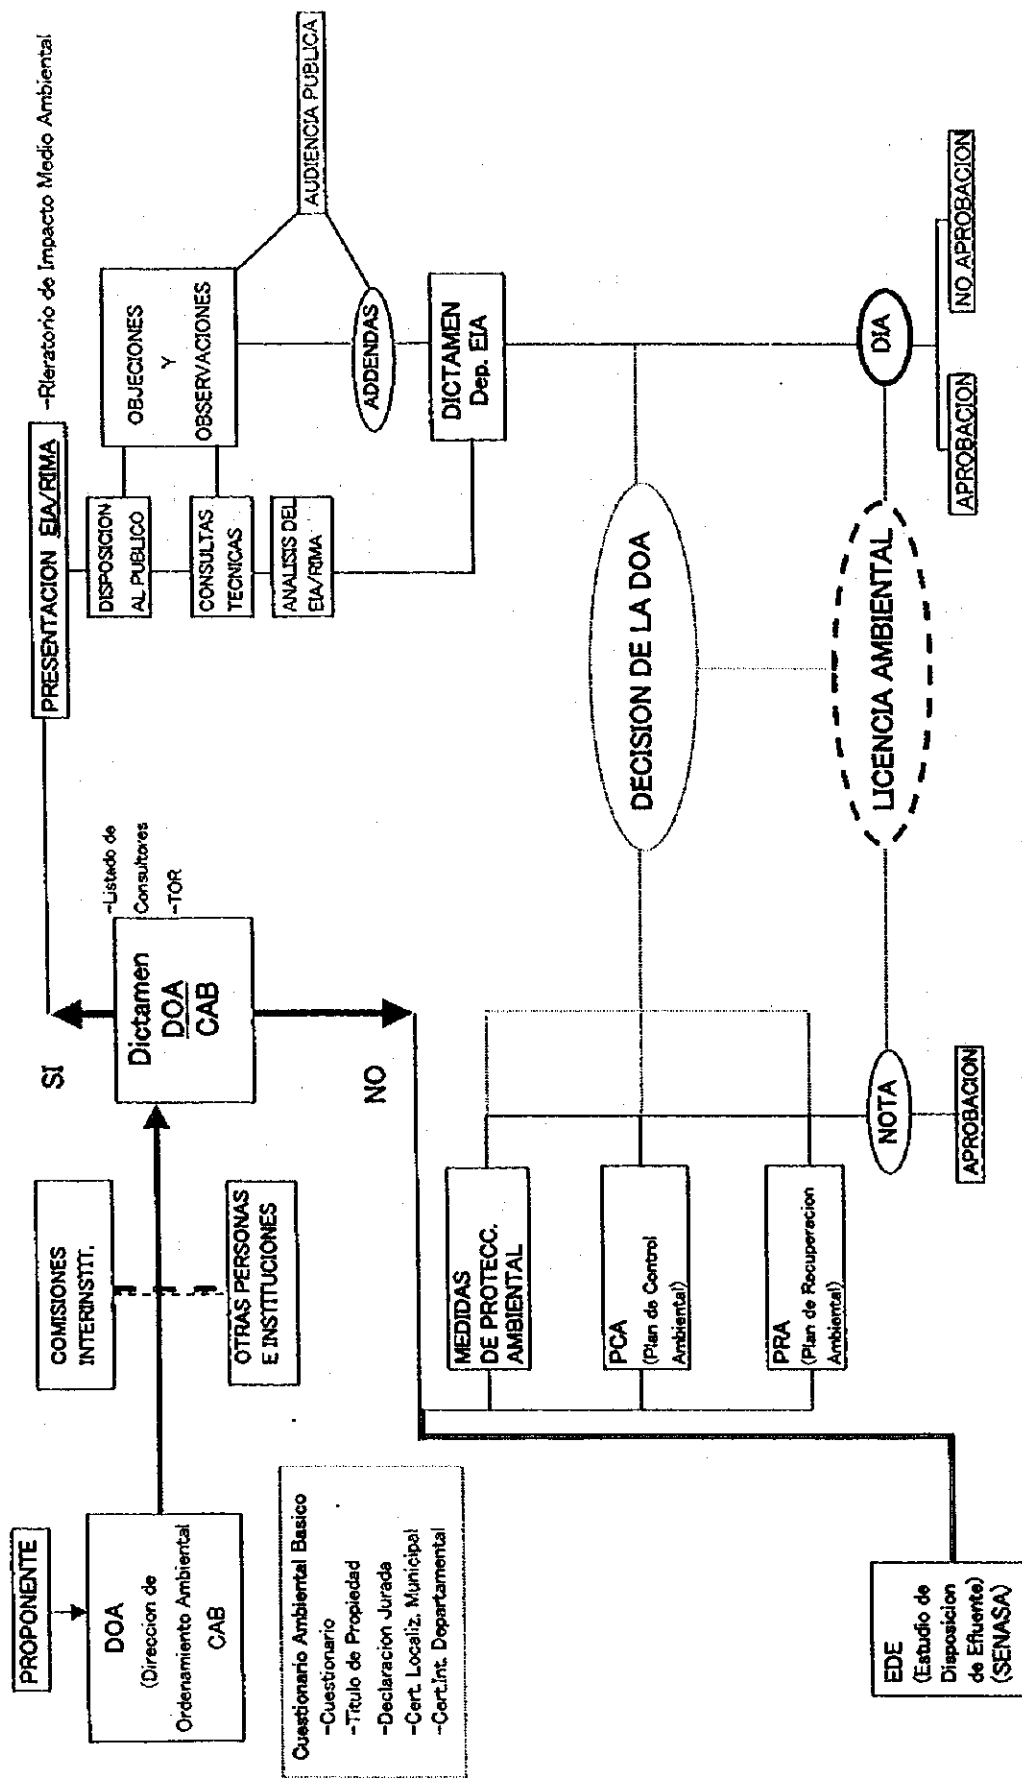 PROPONENTE
DOA
(Direccion de
Ordenamiento Ambiental
CAB
Cuestionario Ambiental Basico
-Cuestionario
-Titulo de Propiedad
-Declaracion Jurada
-Cert. Localiz. Municipal
-Cert.Int. Departamental
COMISIONES
INTERINSTIT.
OTRAS PERSONAS
E INSTITUCIONES
SI
Dictamen
DOA
CAB
NO
-Listado de
Consultores
-TOR
PRESENTACION EIA/RIMA
-Rleratorio de Impacto Medio Ambiental
DISPOSICION
AL PUBLICO
CONSULTAS
TECNICAS
ANALISIS DEL
EIA/RIMA
OBJECIONES
Y
OBSERVACIONES
AUDIENCIA PUBLICA
ADDENDAS
DICTAMEN
Dep. EIA
MEDIDAS
DE PROTECC.
AMBIENTAL
PCA
(Plan de Control
Ambiental)
PRA
(Plan de Recuperacion
Ambiental)
DECISION DE LA DOA
EDE
(Estudio de
Disposicion
de Efluente)
(SENASA)
NOTA
APROBACION
LICENCIA AMBIENTAL
DIA
APROBACION
NO APROBACION